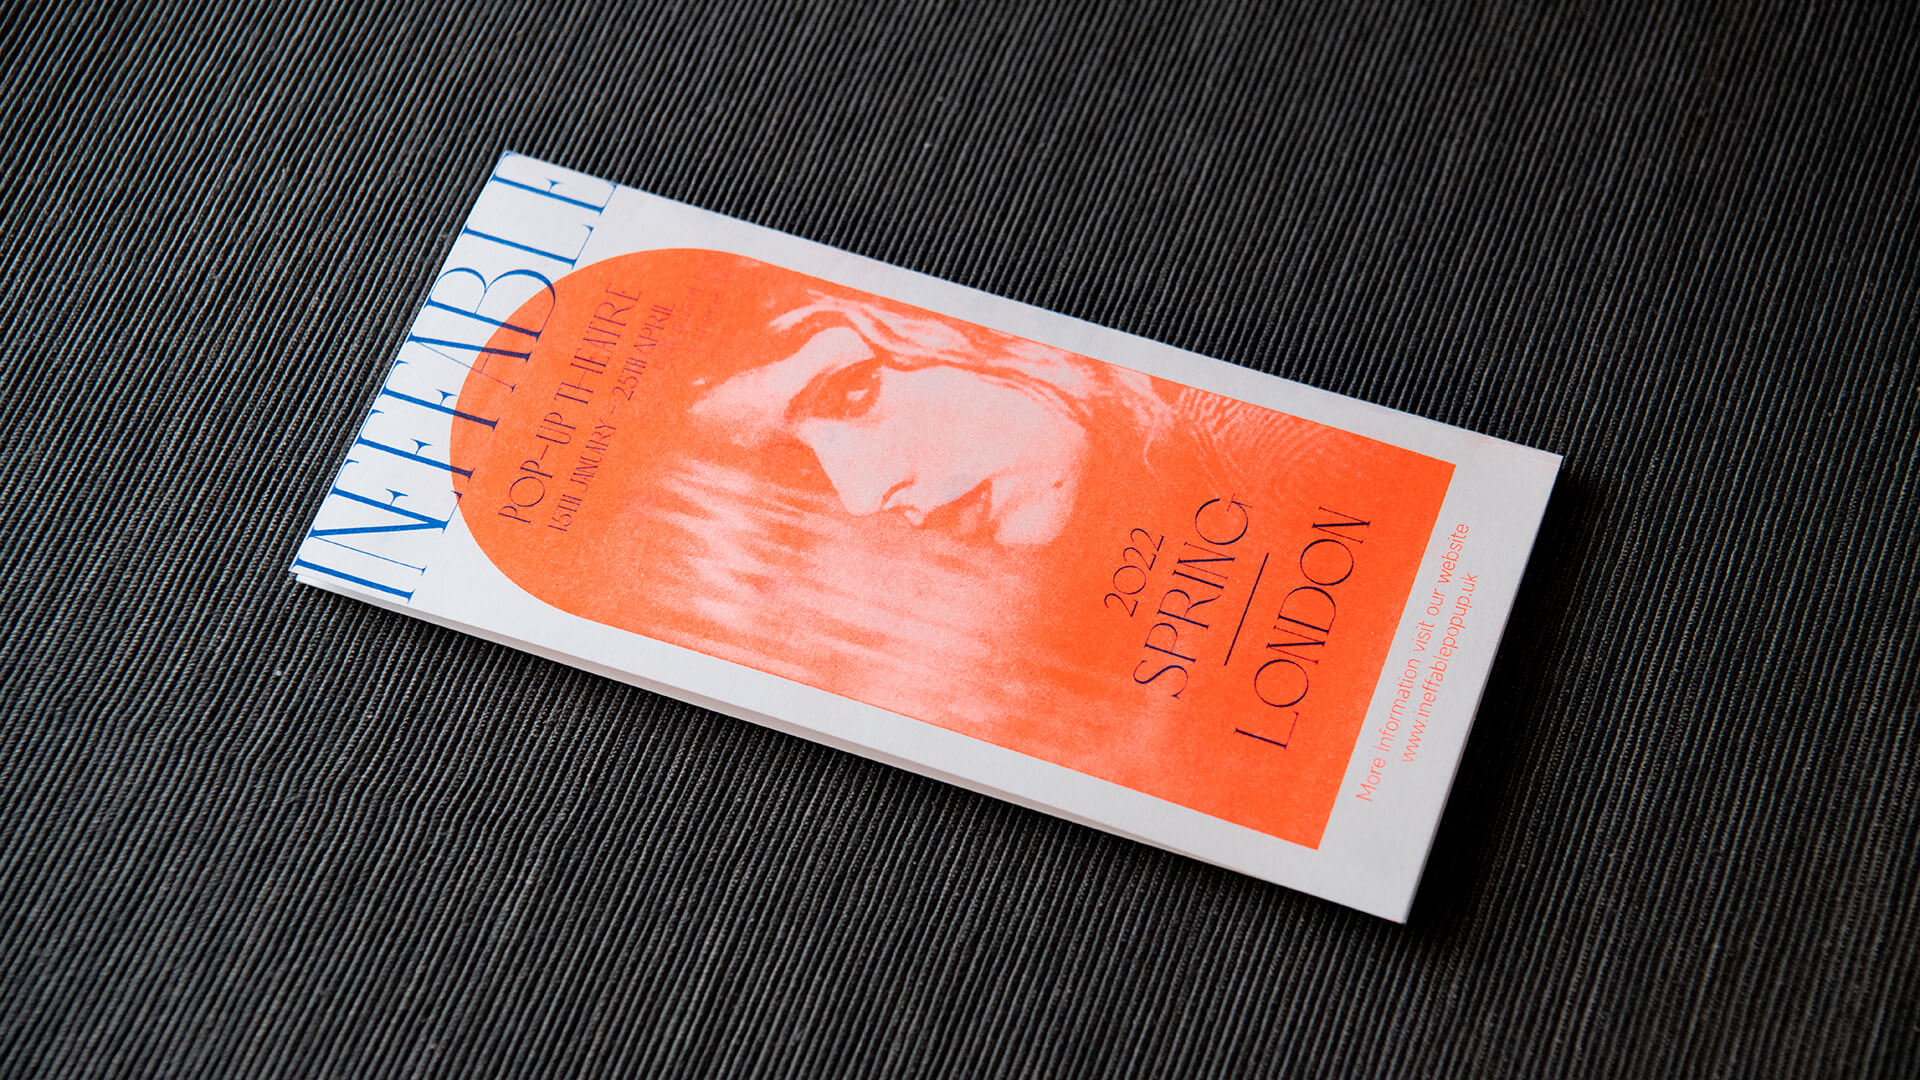 INEFFABLE
POP-UP THEATRE
15TH JANUARY - 25TH APRIL
2022
SPRING
LONDON
More Information visit our website
www.ineffablepopup.uk